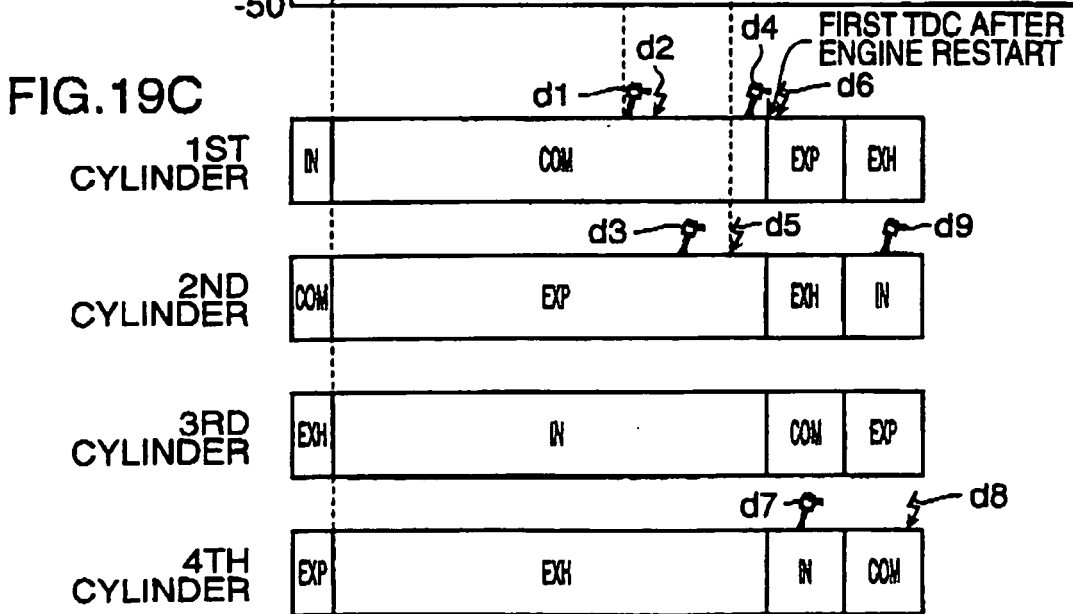 -50
FIRST TDC AFTER
ENGINE RESTART
d4
d2
d1
d6
FIG.19C
1ST
CYLINDER
IN COM EXP EXH
d3 d5 d9
2ND
CYLINDER
COM EXP EXH IN
3RD
CYLINDER
EXH IN COM EXP
d7 d8
4TH
CYLINDER
EXP EXH IN COM